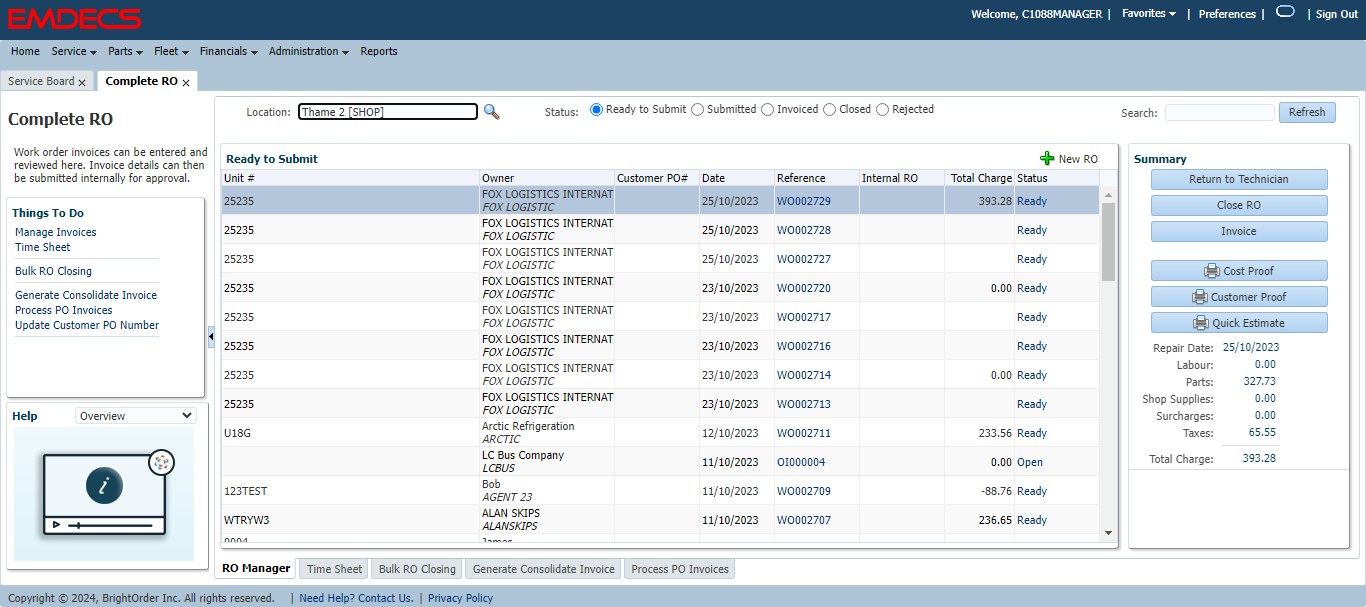 EMDECS
Welcome, C1088MANAGER | Favorites | Preferences | | Sign Out
Home Service Parts Fleet Financials Administration Reports
Service Board x Complete RO x
Complete RO
Work order invoices can be entered and
reviewed here. Invoice details can then
be submitted internally for approval.
Things To Do
Manage Invoices
Time Sheet
Bulk RO Closing
Generate Consolidate Invoice
Process PO Invoices
Update Customer PO Number
Help Overview
i
Location: Thame 2 [SHOP] Status: Ready to Submit Submitted Invoiced Closed Rejected Search: Refresh
Ready to Submit New RO
Unit # Owner Customer PO# Date Reference Internal RO Total Charge Status
25235 FOX LOGISTICS INTERNAT 25/10/2023 WO002729 393.28 Ready
FOX LOGISTIC
25235 FOX LOGISTICS INTERNAT 25/10/2023 WO002728 Ready
FOX LOGISTIC
25235 FOX LOGISTICS INTERNAT 25/10/2023 WO002727 Ready
FOX LOGISTIC
25235 FOX LOGISTICS INTERNAT 23/10/2023 WO002720 0.00 Ready
FOX LOGISTIC
25235 FOX LOGISTICS INTERNAT 23/10/2023 WO002717 Ready
FOX LOGISTIC
25235 FOX LOGISTICS INTERNAT 23/10/2023 WO002716 Ready
FOX LOGISTIC
25235 FOX LOGISTICS INTERNAT 23/10/2023 WO002714 0.00 Ready
FOX LOGISTIC
25235 FOX LOGISTICS INTERNAT 23/10/2023 WO002713 Ready
FOX LOGISTIC
U18G Arctic Refrigeration 12/10/2023 WO002711 233.56 Ready
ARCTIC
LC Bus Company 11/10/2023 OI000004 0.00 Open
LCBUS
123TEST Bob 11/10/2023 WO002709 -88.76 Ready
AGENT 23
WTRYW3 ALAN SKIPS 11/10/2023 WO002707 236.65 Ready
ALANSKIPS
Summary
Return to Technician
Close RO
Invoice
Cost Proof
Customer Proof
Quick Estimate
Repair Date: 25/10/2023
Labour: 0.00
Parts: 327.73
Shop Supplies: 0.00
Surcharges: 0.00
Taxes: 65.55
Total Charge: 393.28
RO Manager Time Sheet Bulk RO Closing Generate Consolidate Invoice Process PO Invoices
Copyright © 2024, BrightOrder Inc. All rights reserved. | Need Help? Contact Us. | Privacy Policy